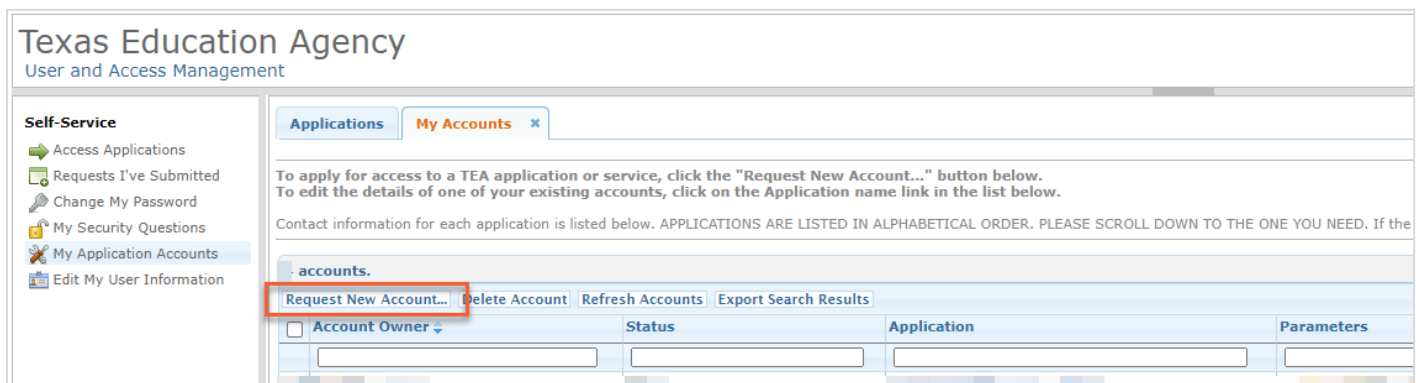 Texas Education Agency
User and Access Management
Self-Service
Access Applications
Requests I've Submitted
Change My Password
My Security Questions
My Application Accounts
Edit My User Information
Applications
My Accounts ×
To apply for access to a TEA application or service, click the "Request New Account..." button below.
To edit the details of one of your existing accounts, click on the Application name link in the list below.
Contact information for each application is listed below. APPLICATIONS ARE LISTED IN ALPHABETICAL ORDER. PLEASE SCROLL DOWN TO THE ONE YOU NEED. If the
accounts.
Request New Account... Delete Account Refresh Accounts Export Search Results
Account Owner Status Application Parameters